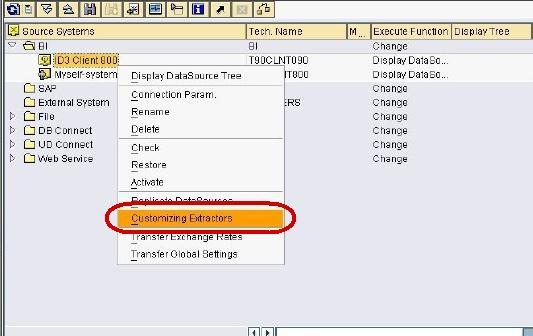 Source Systems Tech. Name M... Execute Function Display Tree
BI BI Change
ID3 Client 800 T90CLNT090 Display DataSo...
Myself-system Display DataSo...
SAP Change
External System ERS Change
File Change
DB Connect Change
UD Connect Change
Web Service Change
Display DataSource Tree
Connection Param.
Rename
Delete
Check
Restore
Activate
Replicate DataSources
Customizing Extractors
Transfer Exchange Rates
Transfer Global Settings